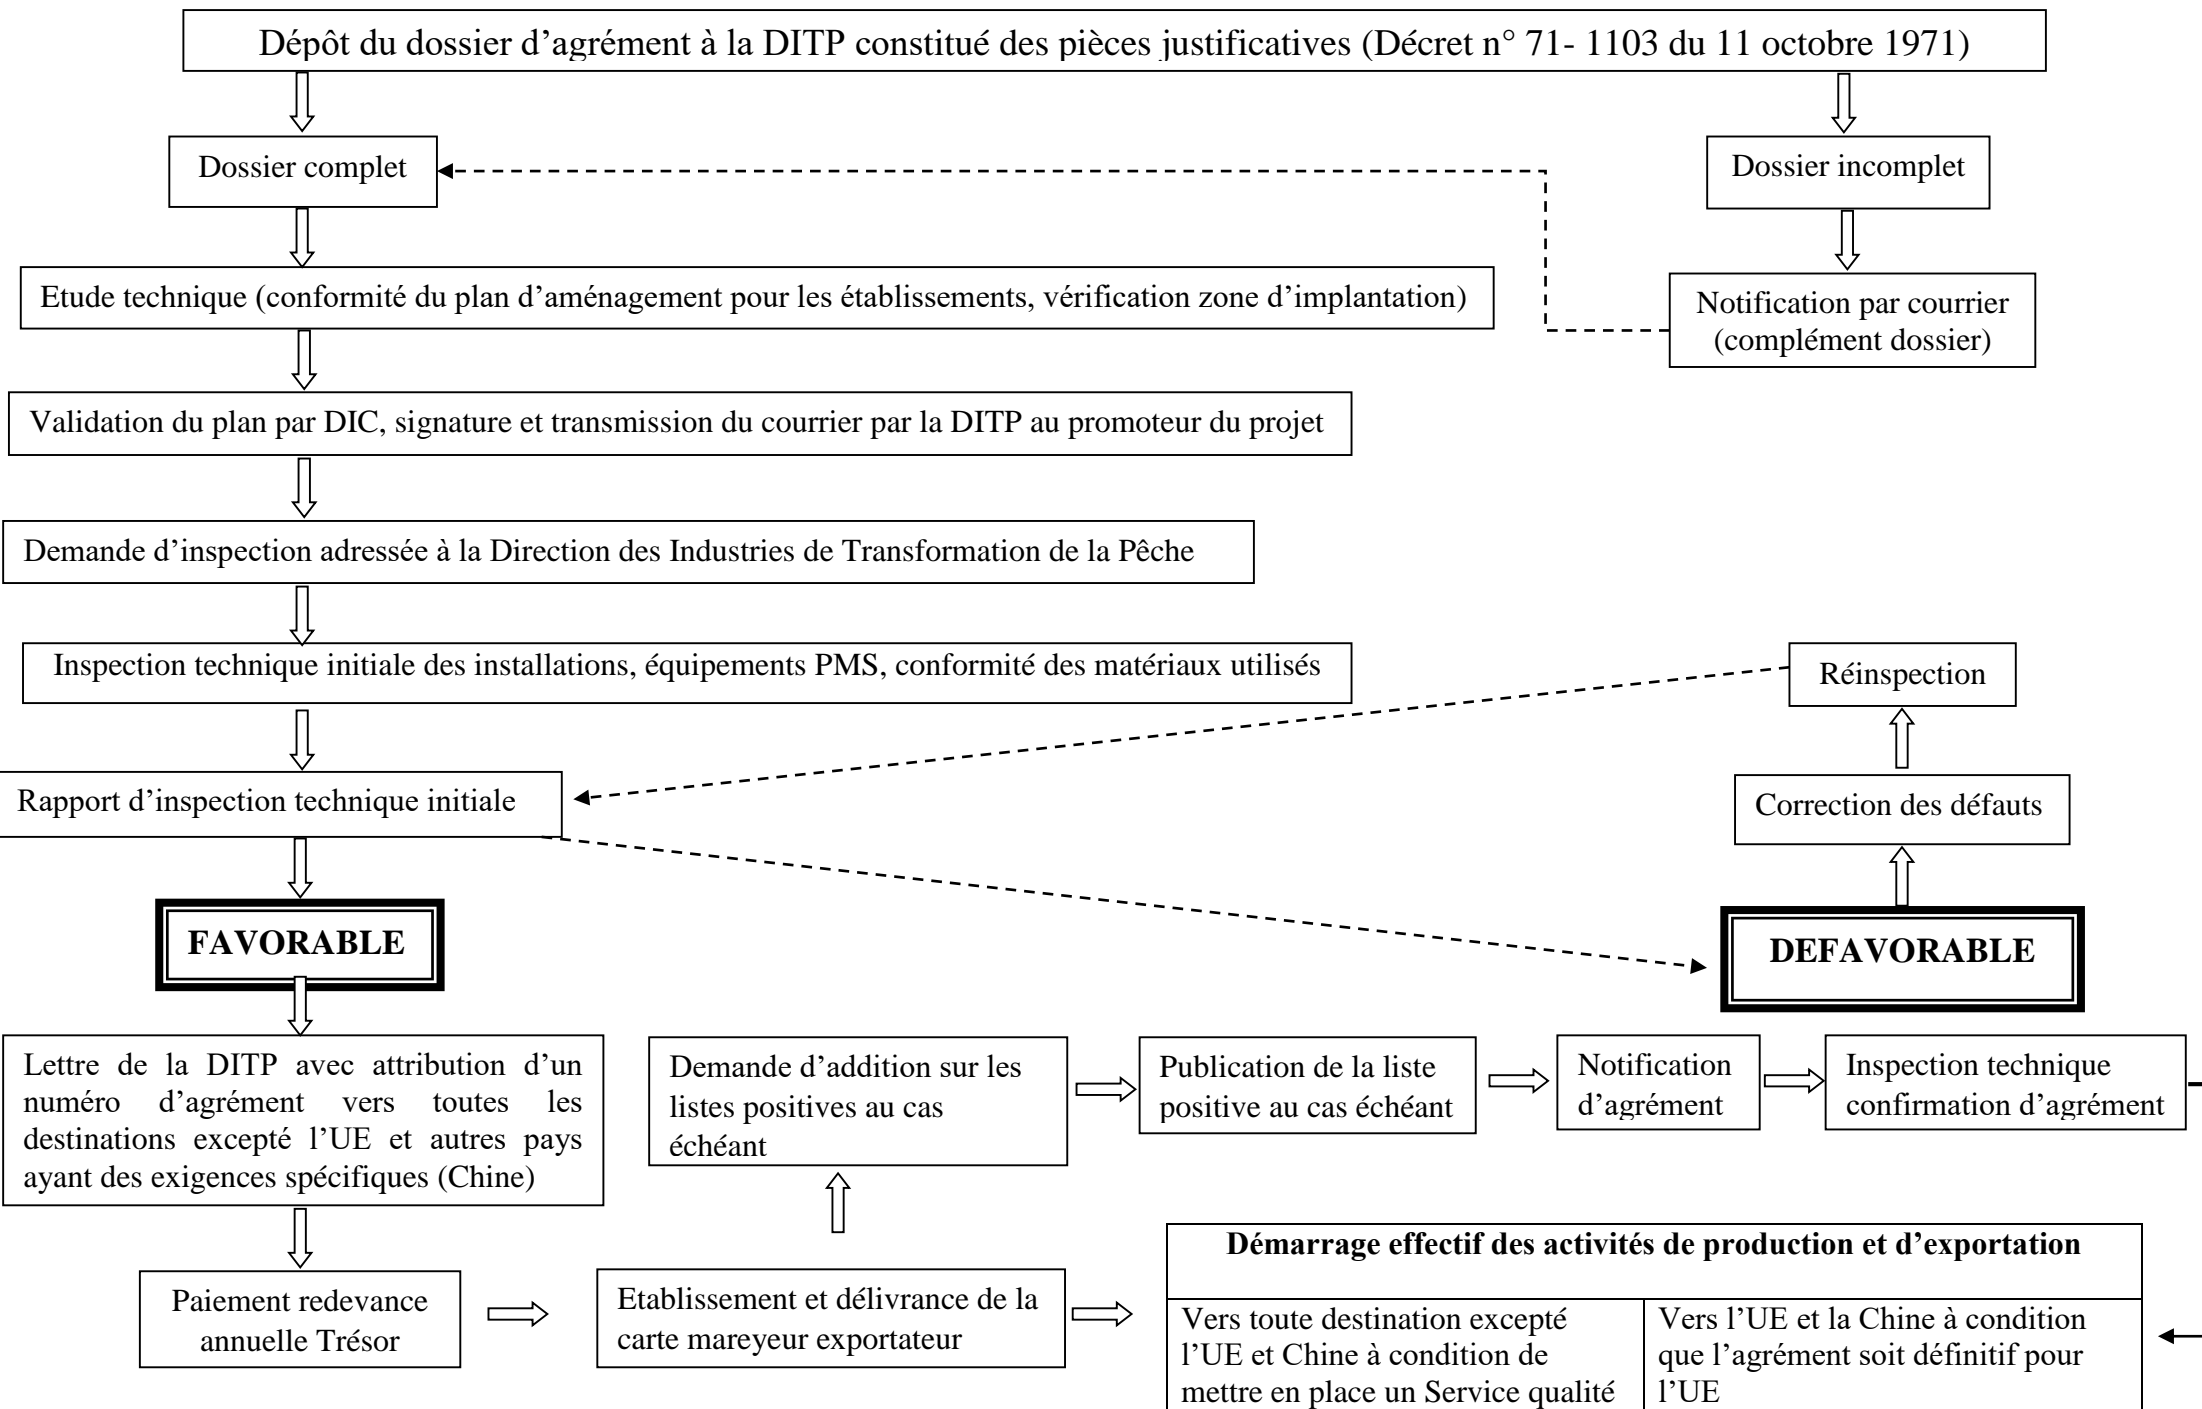 Dépôt du dossier d’agrément à la DITP constitué des pièces justificatives (Décret n° 71- 1103 du 11 octobre 1971)
Dossier complet
Dossier incomplet
Etude technique (conformité du plan d’aménagement pour les établissements, vérification zone d’implantation)
Notification par courrier
(complément dossier)
Validation du plan par DIC, signature et transmission du courrier par la DITP au promoteur du projet
Demande d’inspection adressée à la Direction des Industries de Transformation de la Pêche
Inspection technique initiale des installations, équipements PMS, conformité des matériaux utilisés
Réinspection
Rapport d’inspection technique initiale
Correction des défauts
FAVORABLE
DEFAVORABLE
Lettre de la DITP avec attribution d’un
numéro d’agrément vers toutes les
destinations excepté l’UE et autres pays
ayant des exigences spécifiques (Chine)
Demande d’addition sur les
listes positives au cas
échéant
Publication de la liste
positive au cas échéant
Notification
d’agrément
Inspection technique
confirmation d’agrément
Paiement redevance
annuelle Trésor
Etablissement et délivrance de la
carte mareyeur exportateur
Démarrage effectif des activités de production et d’exportation
Vers toute destination excepté
l’UE et Chine à condition de
mettre en place un Service qualité
Vers l’UE et la Chine à condition
que l’agrément soit définitif pour
l’UE